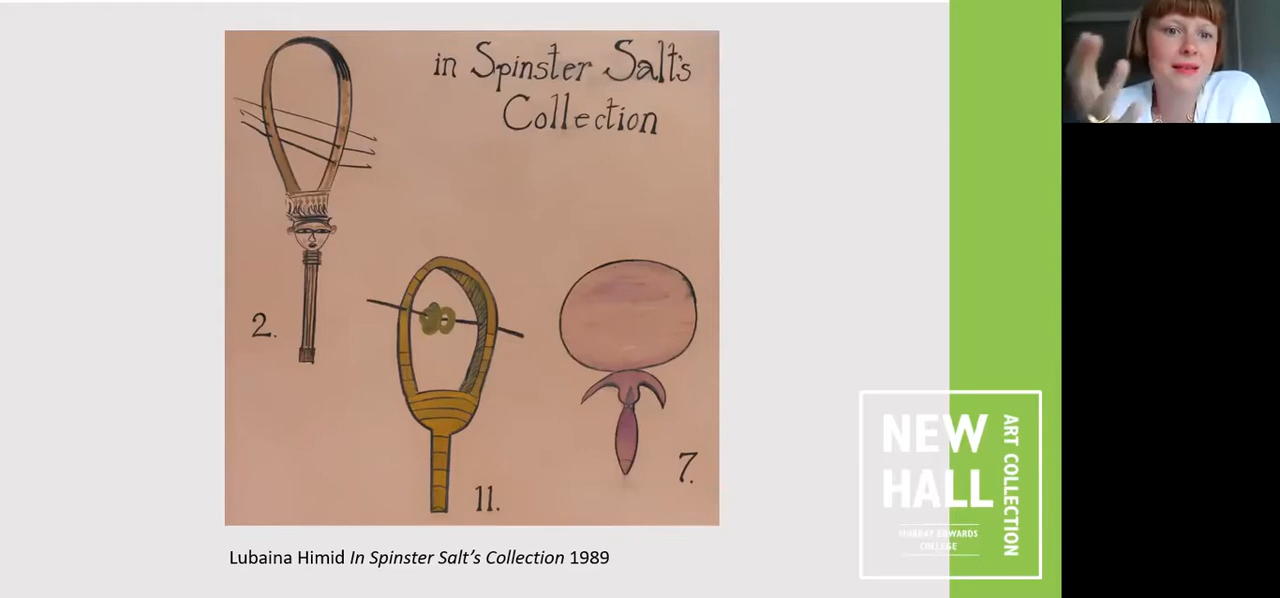 in Spinster Salt's
Collection
2.
11.
7.
Lubaina Himid In Spinster Salt's Collection 1989
NEW
HALL
ART COLLECTION
MURRAY EDWARDS
COLLEGE